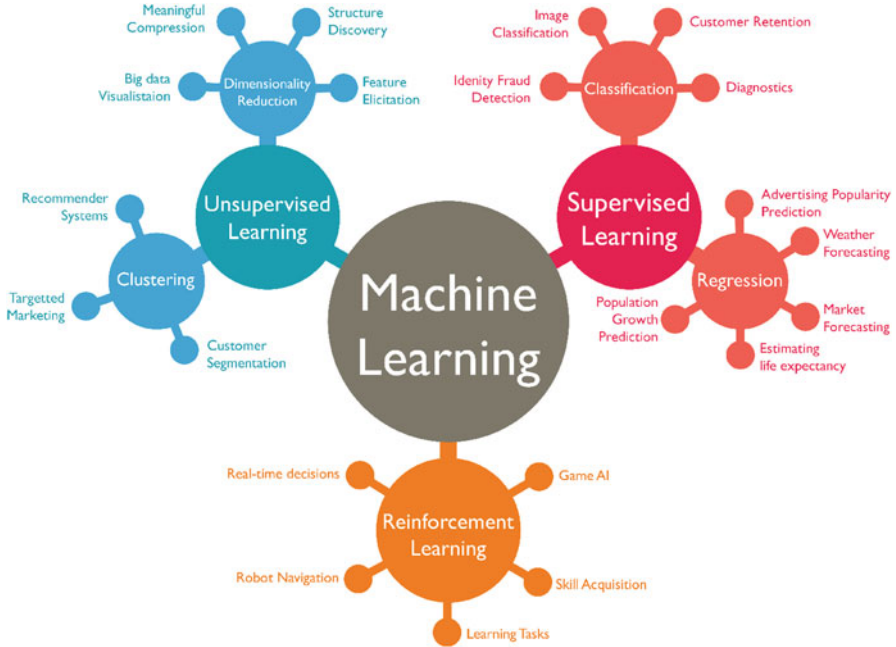 Meaningful
Compression
Structure
Discovery
Big data
Visualistaion
Dimensionality
Reduction
Feature
Elicitation
Image
Classification
Customer Retention
Idenity Fraud
Detection
Classification
Diagnostics
Unsupervised
Learning
Supervised
Learning
Recommender
Systems
Clustering
Targetted
Marketing
Customer
Segmentation
Machine
Learning
Advertising Popularity
Prediction
Weather
Forecasting
Regression
Population
Growth
Prediction
Market
Forecasting
Estimating
life expectancy
Real-time decisions
Game AI
Reinforcement
Learning
Robot Navigation
Skill Acquisition
Learning Tasks